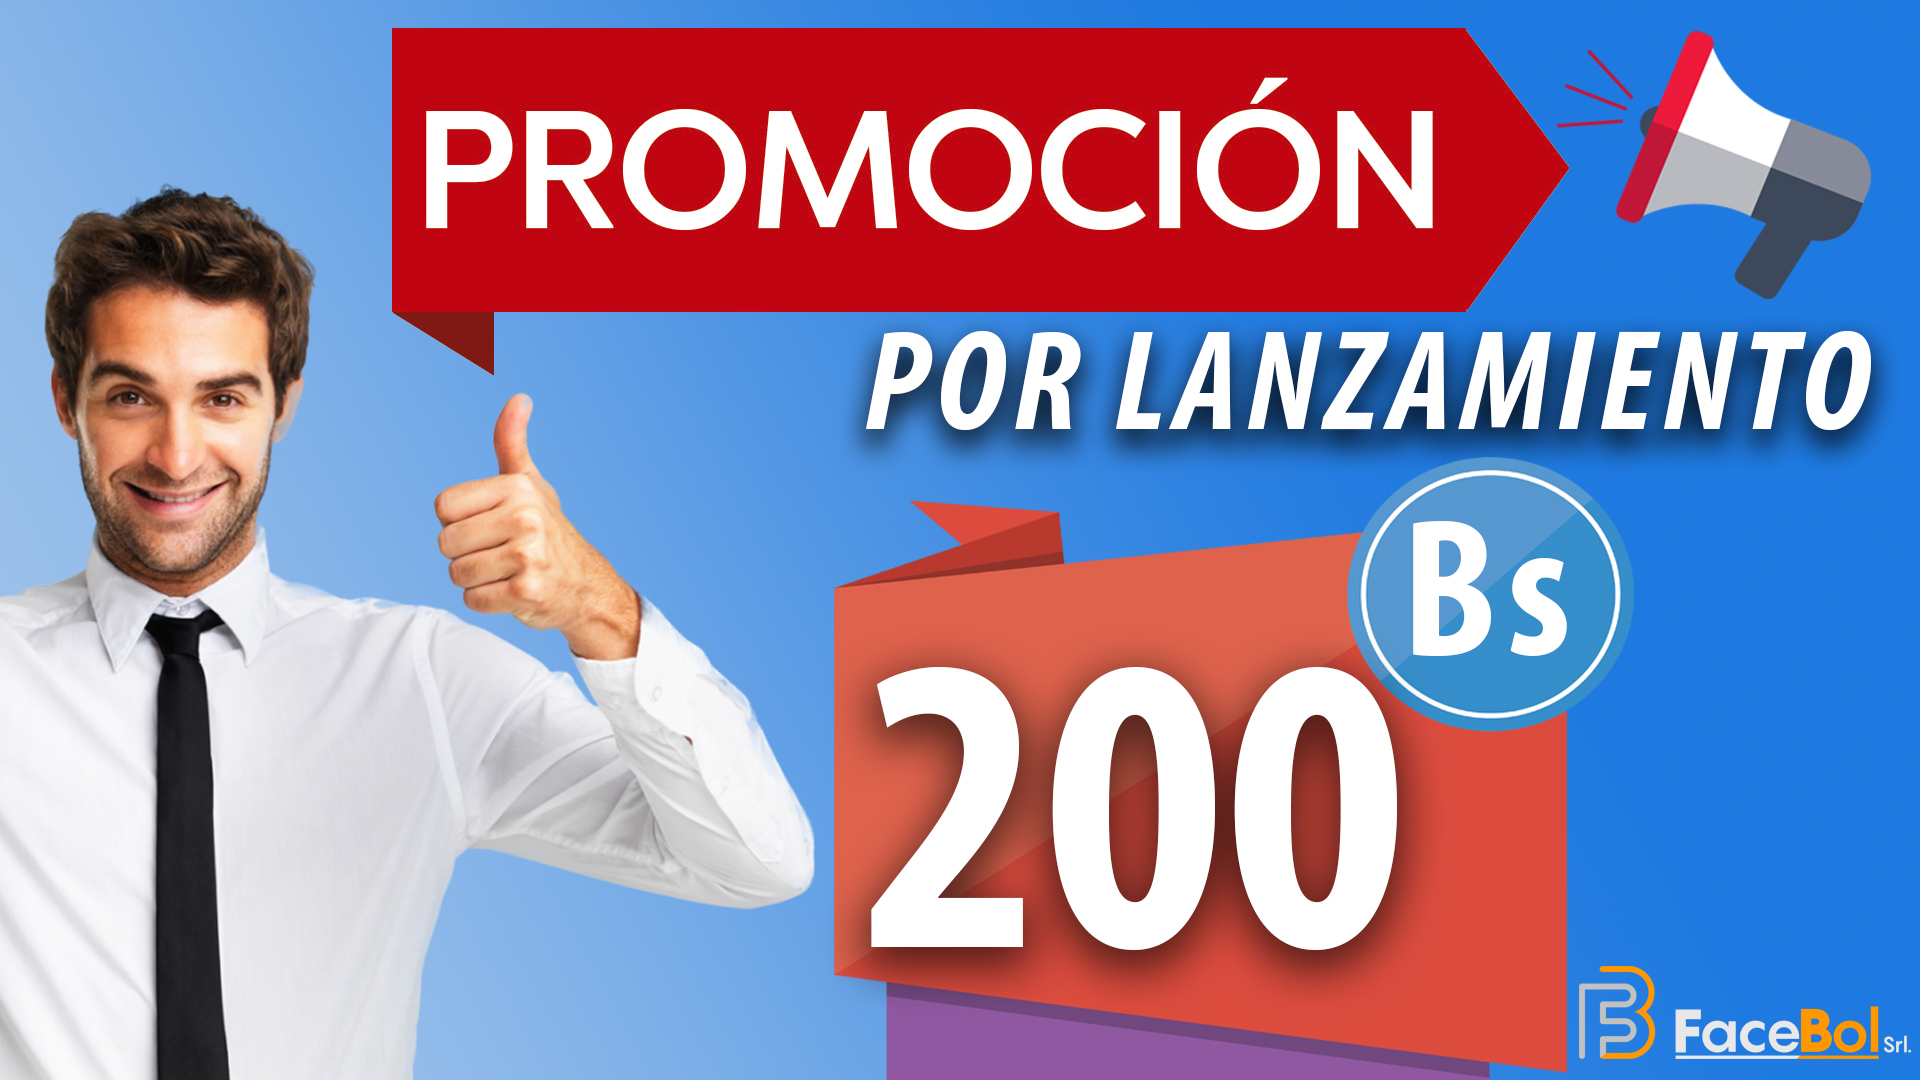 PROMOCIÓN
POR LANZAMIENTO
Bs
200
FaceBol Srl.